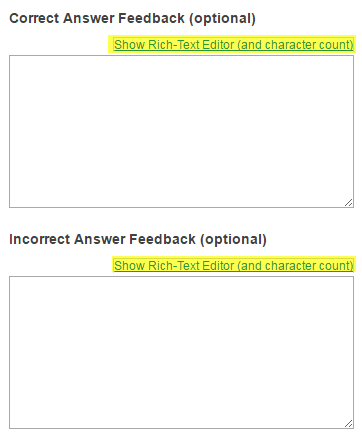 Correct Answer Feedback (optional)
Show Rich-Text Editor (and character count)
Incorrect Answer Feedback (optional)
Show Rich-Text Editor (and character count)